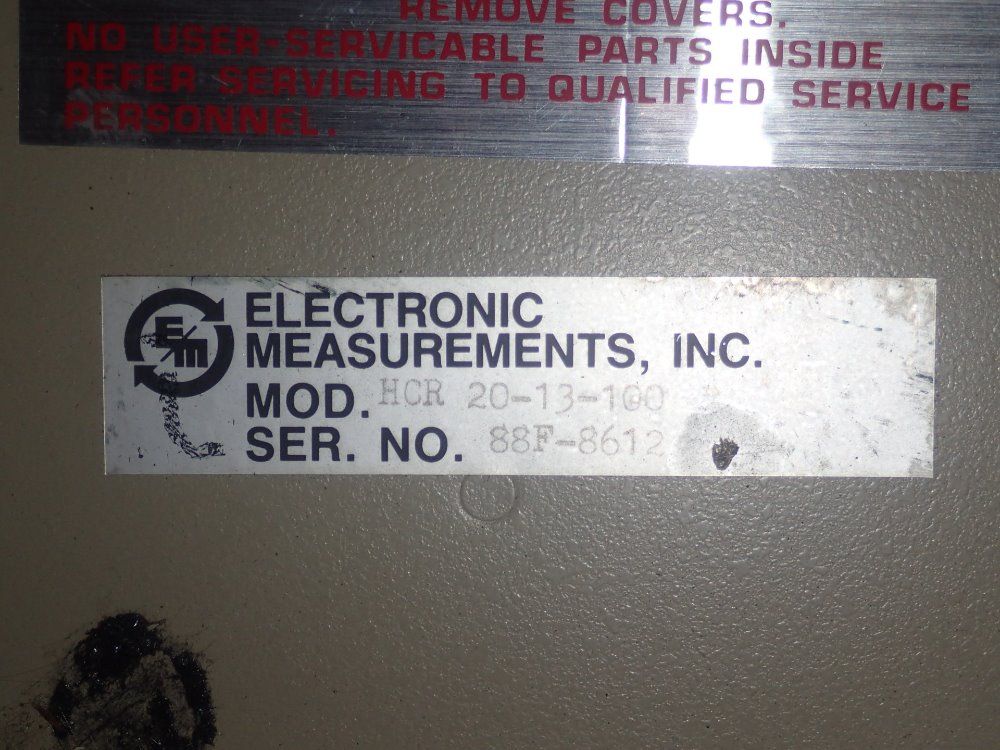 REMOVE COVERS.
NO USER-SERVICABLE PARTS INSIDE
REFER SERVICING TO QUALIFIED SERVICE
PERSONNEL.
E/M
ELECTRONIC
MEASUREMENTS, INC.
MOD. HCR 20-13-100
SER. NO. 88F-8612